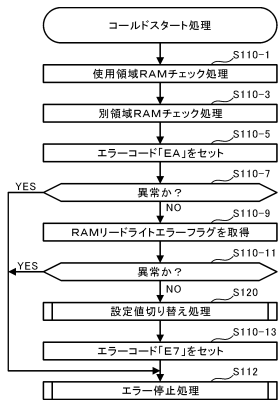 コールドスタート処理
S110-1
使用領域RAMチェック処理
S110-3
別領域RAMチェック処理
S110-5
エラーコード「EA」をセット
S110-7
YES
異常か?
NO
S110-9
RAMリードライトエラーフラグを取得
S110-11
YES
異常か?
NO
S120
設定値切り替え処理
S110-13
エラーコード「E7」をセット
S112
エラー停止処理